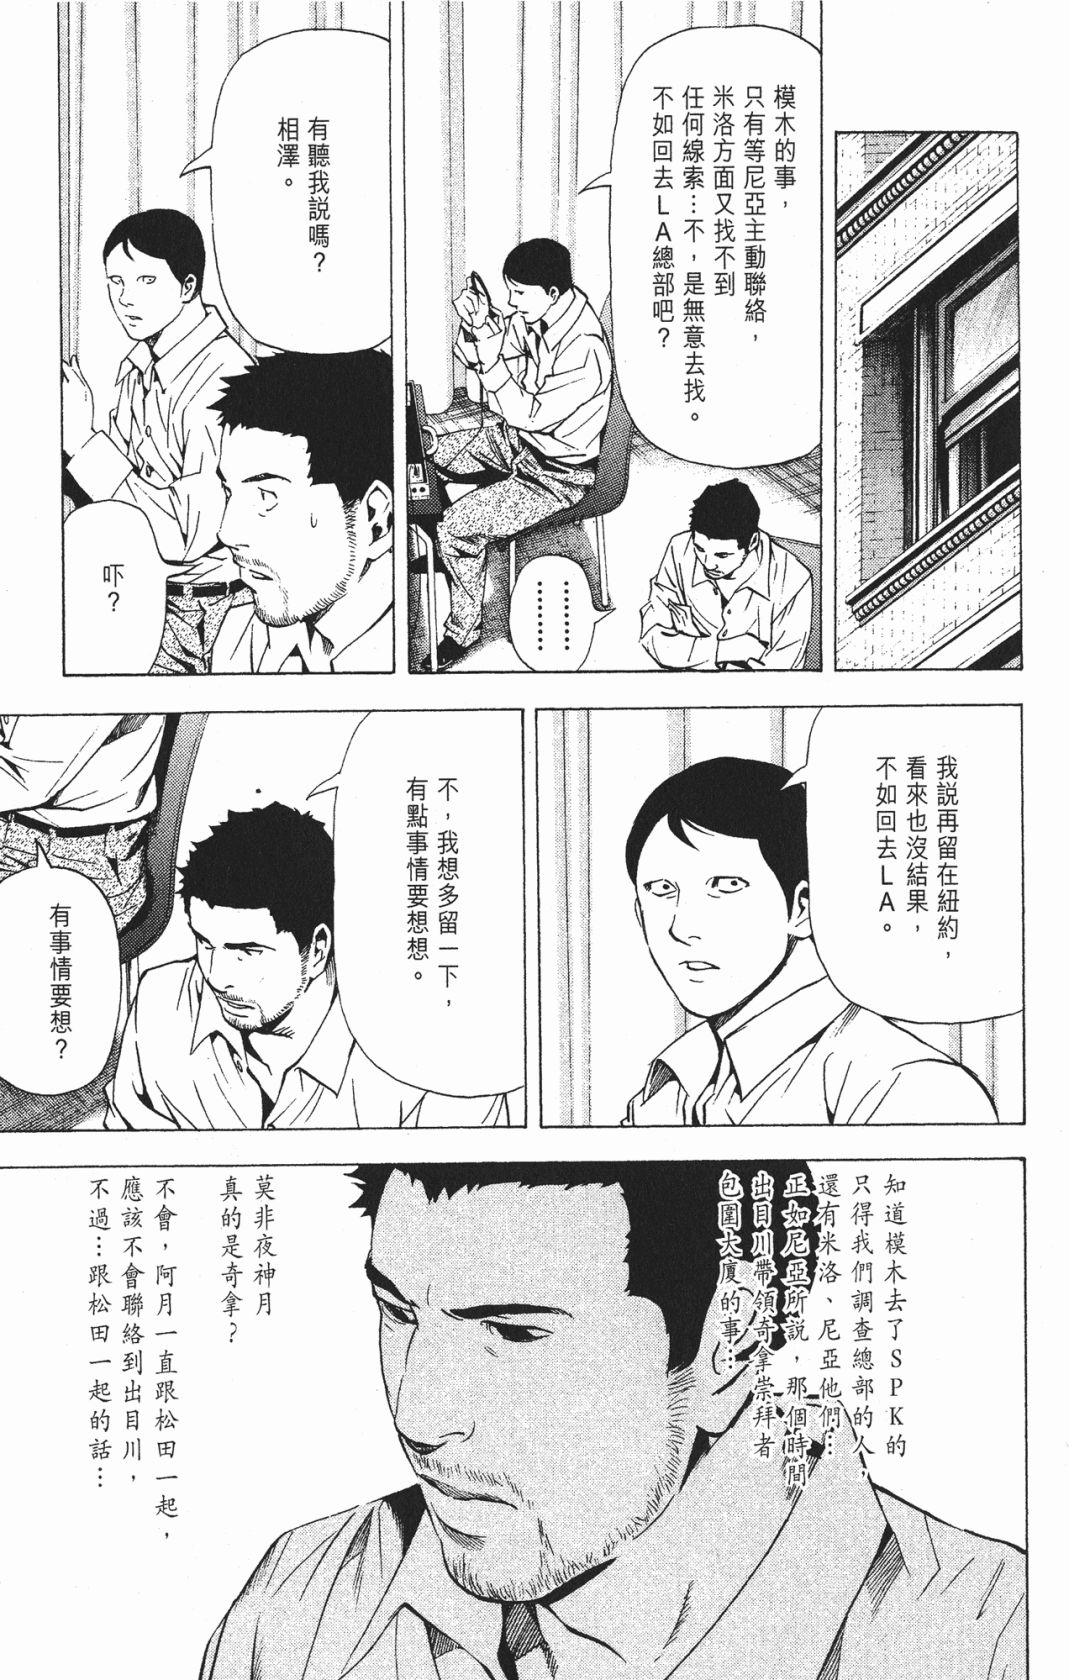 模木的事，
只有等尼亞主動聯絡，
米洛方面又找不到
任何線索…不，是無意去找。
不如回去LA總部吧？
………………
有聽我說嗎？
相澤。
吓？
我說再留在紐約，
看來也沒結果，
不如回去LA。
不，我想多留一下，
有點事情要想想。
有事情要想？
知道模木去了SPK的
只得我們調查總部的人，
還有米洛、尼亞他們…
正如尼亞所說，那個時間
出目川帶領奇拿崇拜者
包圍大廈的事…
莫非夜神月
真的是奇拿？
不會，阿月一直跟松田一起，
應該不會聯絡到出目川，
不過…跟松田一起的話…